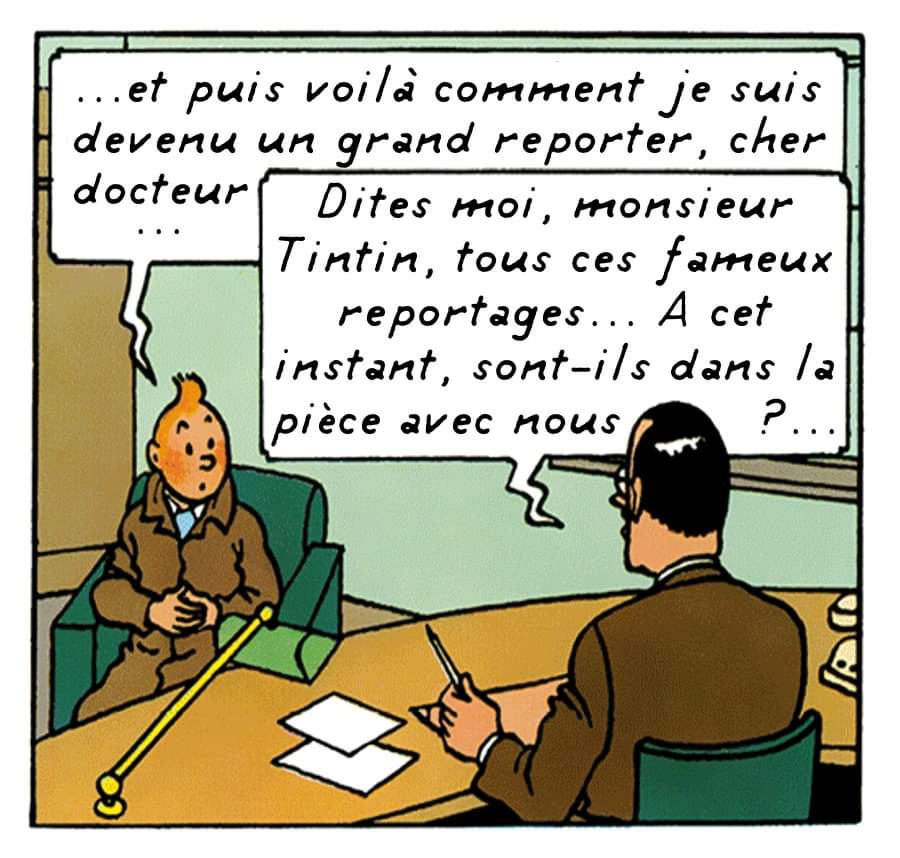 ...et puis voilà comment je suis
devenu un grand reporter, cher
docteur
...
Dites moi, monsieur
Tintin, tous ces fameux
reportages... A cet
instant, sont-ils dans la
pièce avec nous ?...